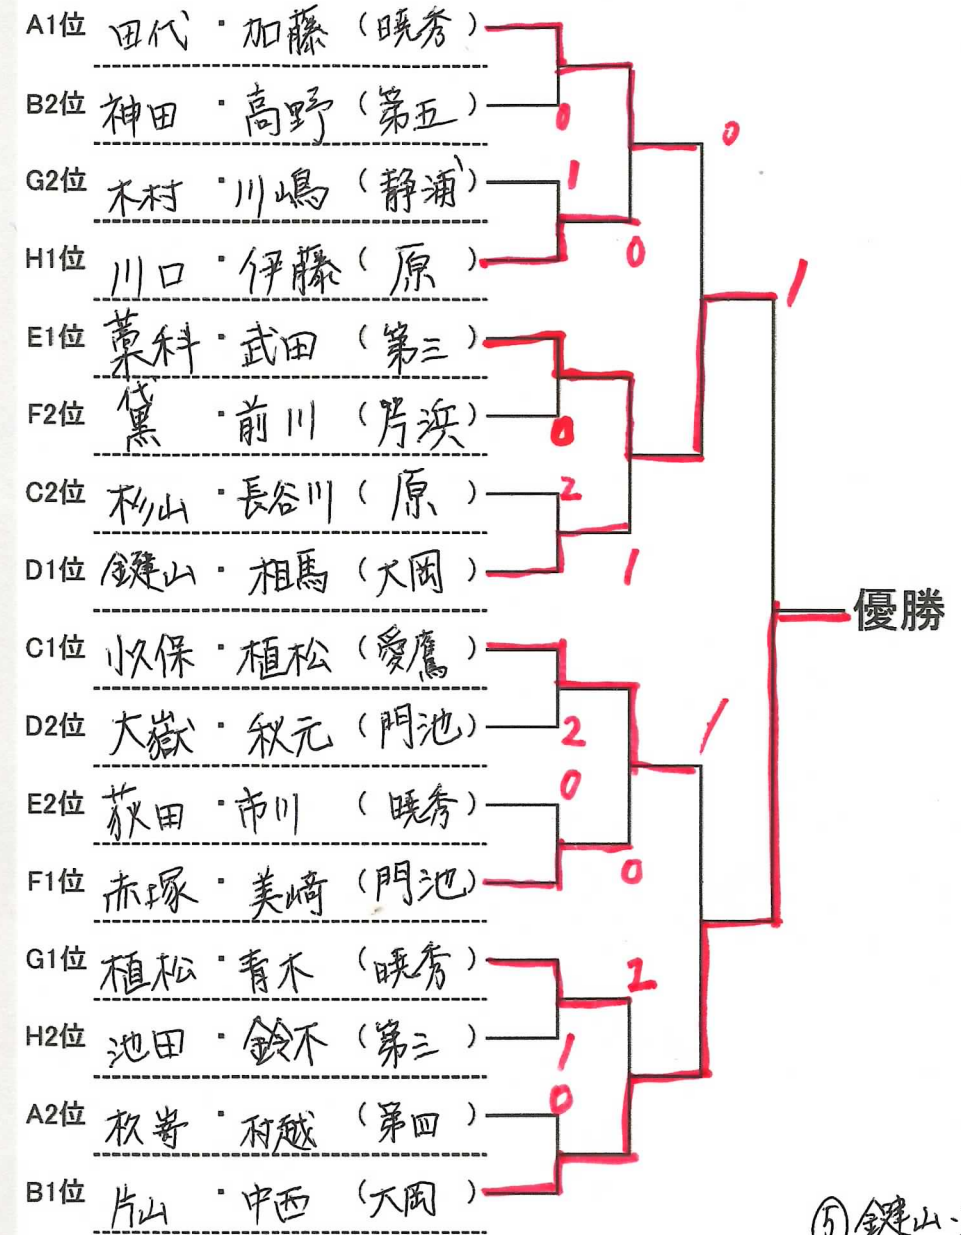 A1位 田代 ・ 加藤 (暁秀)
B2位 神田 ・ 高野 (第五)
0
0
G2位 木村 ・ 川嶋 (静浦)
1
H1位 川口 ・ 伊藤 (原)
0
1
E1位 藁科 ・ 武田 (第三)
F2位 黛 ・ 前川 (片浜)
0
C2位 杉山 ・ 長谷川 (原)
2
D1位 鍵山 ・ 相馬 (大岡)
1
優勝
C1位 小久保 ・ 植松 (愛鷹)
D2位 大嶽 ・ 秋元 (門池)
2
1
E2位 荻田 ・ 市川 (暁秀)
0
F1位 赤塚 ・ 美﨑 (門池)
0
G1位 植松 ・ 青木 (暁秀)
2
H2位 池田 ・ 鈴木 (第三)
1
A2位 村越 (第四)
0
B1位 片山 ・ 中西 (大岡)
⑤鍵山・